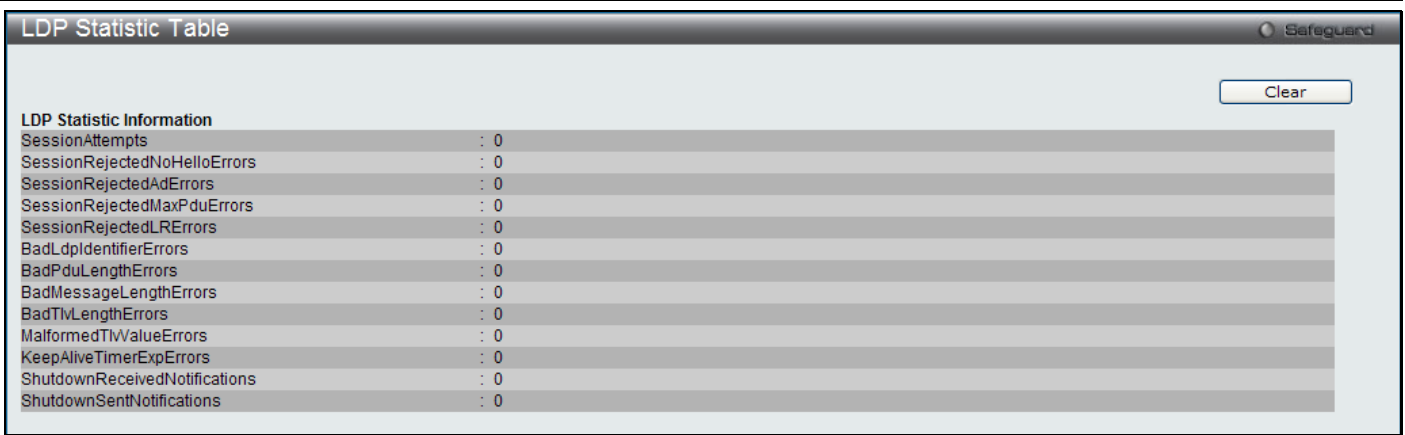 LDP Statistic Table
Safeguard
Clear
LDP Statistic Information
SessionAttempts : 0
SessionRejectedNoHelloErrors : 0
SessionRejectedAdErrors : 0
SessionRejectedMaxPduErrors : 0
SessionRejectedLRErrors : 0
BadLdpIdentifierErrors : 0
BadPduLengthErrors : 0
BadMessageLengthErrors : 0
BadTlvLengthErrors : 0
MalformedTlvValueErrors : 0
KeepAliveTimerExpErrors : 0
ShutdownReceivedNotifications : 0
ShutdownSentNotifications : 0